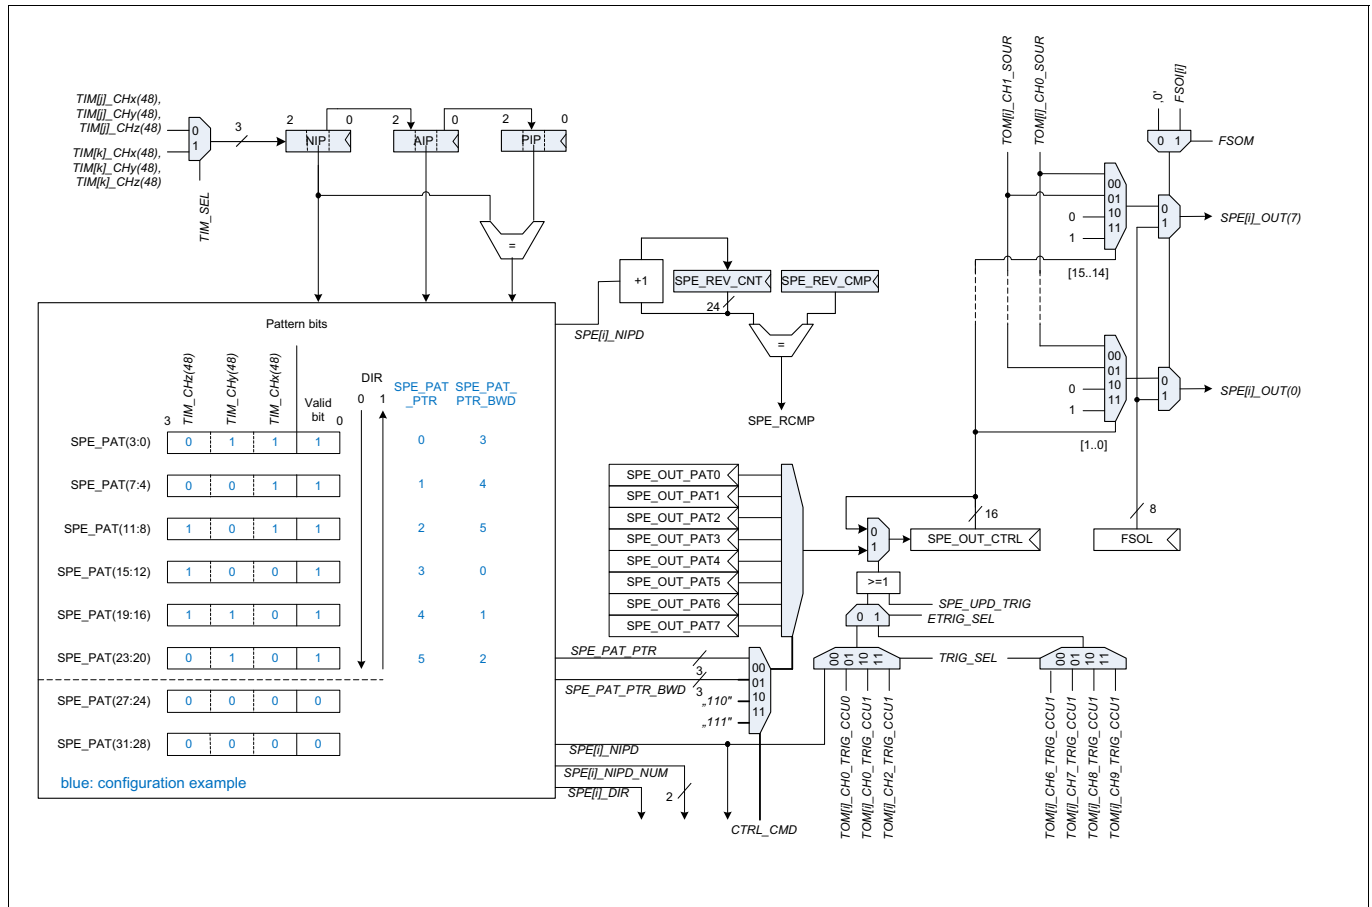 TIM[j]_CHx(48),
TIM[j]_CHy(48),
TIM[j]_CHz(48)
TIM[k]_CHx(48),
TIM[k]_CHy(48),
TIM[k]_CHz(48)
0
1
TIM_SEL
3
2 0
NIP
2 0
AIP
2 0
PIP
=
TOM[i]_CH1_SOUR
TOM[i]_CH0_SOUR
‚0'
FSOI[i]
0 1
FSOM
00
01
10
11
0
1
0
1
SPE[i]_OUT(7)
[15..14]
00
01
10
11
0
1
0
1
SPE[i]_OUT(0)
[1..0]
+1
SPE_REV_CNT
SPE_REV_CMP
24
=
SPE[i]_NIPD
SPE_RCMP
Pattern bits
TIM_CHz(48)
TIM_CHy(48)
TIM_CHx(48)
Valid
bit
3
0
DIR
0 1
SPE_PAT
_PTR
SPE_PAT_
PTR_BWD
SPE_PAT(3:0) 0 1 1 1 0 3
SPE_PAT(7:4) 0 0 1 1 1 4
SPE_PAT(11:8) 1 0 1 1 2 5
SPE_PAT(15:12) 1 0 0 1 3 0
SPE_PAT(19:16) 1 1 0 1 4 1
SPE_PAT(23:20) 0 1 0 1 5 2
SPE_PAT(27:24) 0 0 0 0
SPE_PAT(31:28) 0 0 0 0
blue: configuration example
SPE_OUT_PAT0
SPE_OUT_PAT1
SPE_OUT_PAT2
SPE_OUT_PAT3
SPE_OUT_PAT4
SPE_OUT_PAT5
SPE_OUT_PAT6
SPE_OUT_PAT7
SPE_PAT_PTR
3
SPE_PAT_PTR_BWD
3
„110"
„111"
00
01
10
11
SPE[i]_NIPD
SPE[i]_NIPD_NUM
SPE[i]_DIR
2
CTRL_CMD
0
1
16
SPE_OUT_CTRL
8
FSOL
>=1
SPE_UPD_TRIG
0 1
ETRIG_SEL
00
01
10
11
TRIG_SEL
00
01
10
11
TOM[i]_CH0_TRIG_CCU0
TOM[i]_CH0_TRIG_CCU1
TOM[i]_CH2_TRIG_CCU1
TOM[i]_CH6_TRIG_CCU1
TOM[i]_CH7_TRIG_CCU1
TOM[i]_CH8_TRIG_CCU1
TOM[i]_CH9_TRIG_CCU1